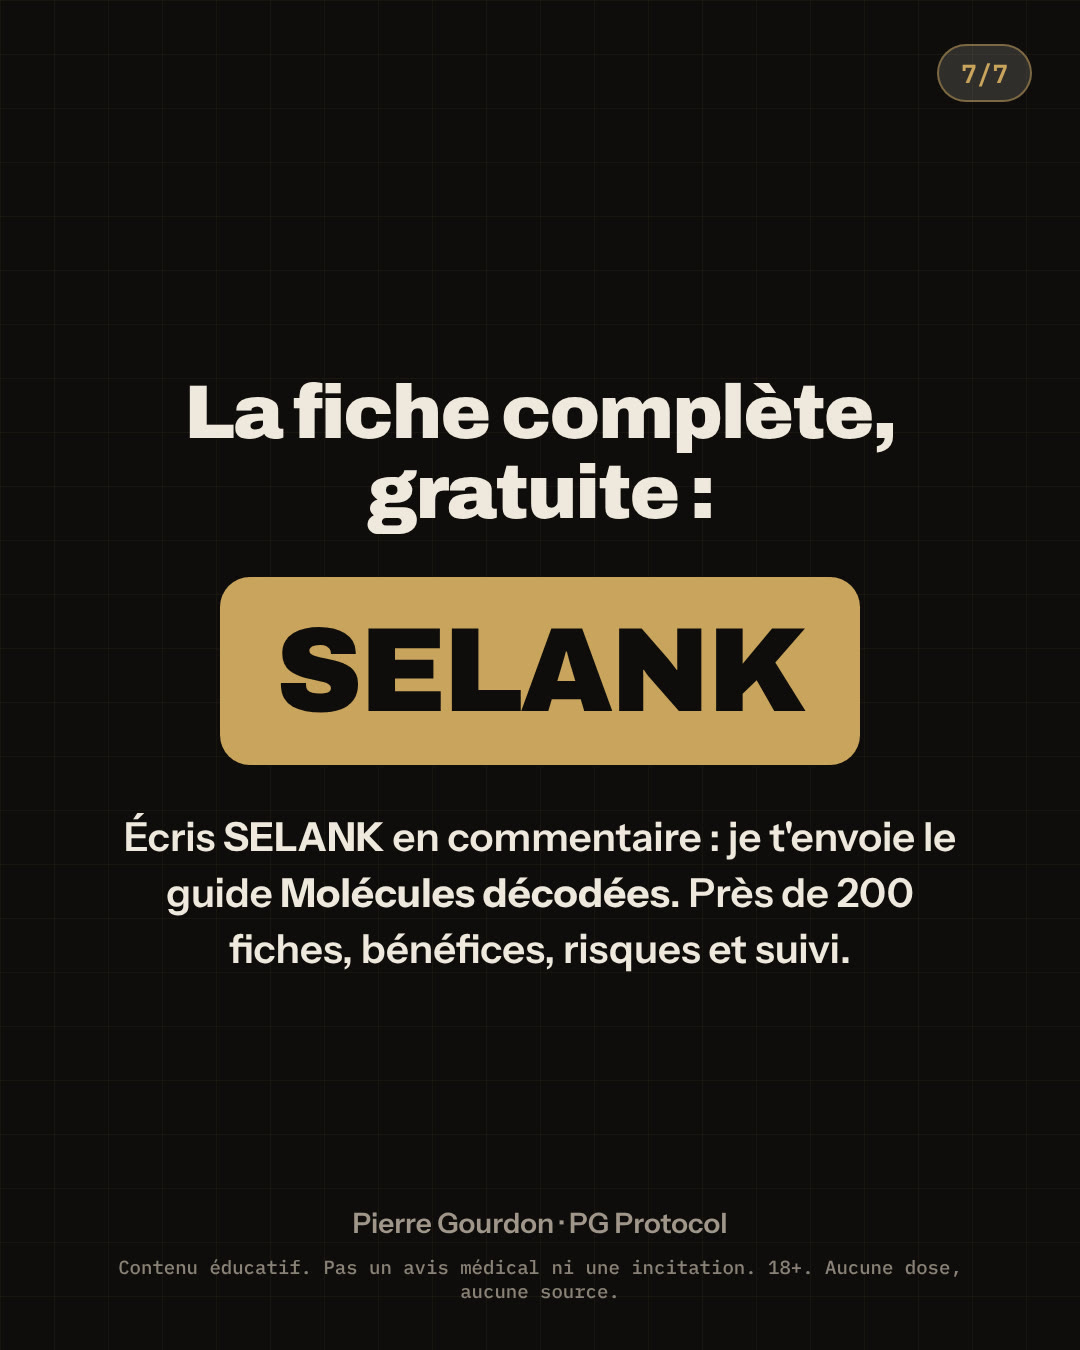 7/7
La fiche complète,
gratuite :
SELANK
Écris SELANK en commentaire : je t'envoie le
guide Molécules décodées. Près de 200
fiches, bénéfices, risques et suivi.
Pierre Gourdon · PG Protocol
Contenu éducatif. Pas un avis médical ni une incitation. 18+. Aucune dose,
aucune source.